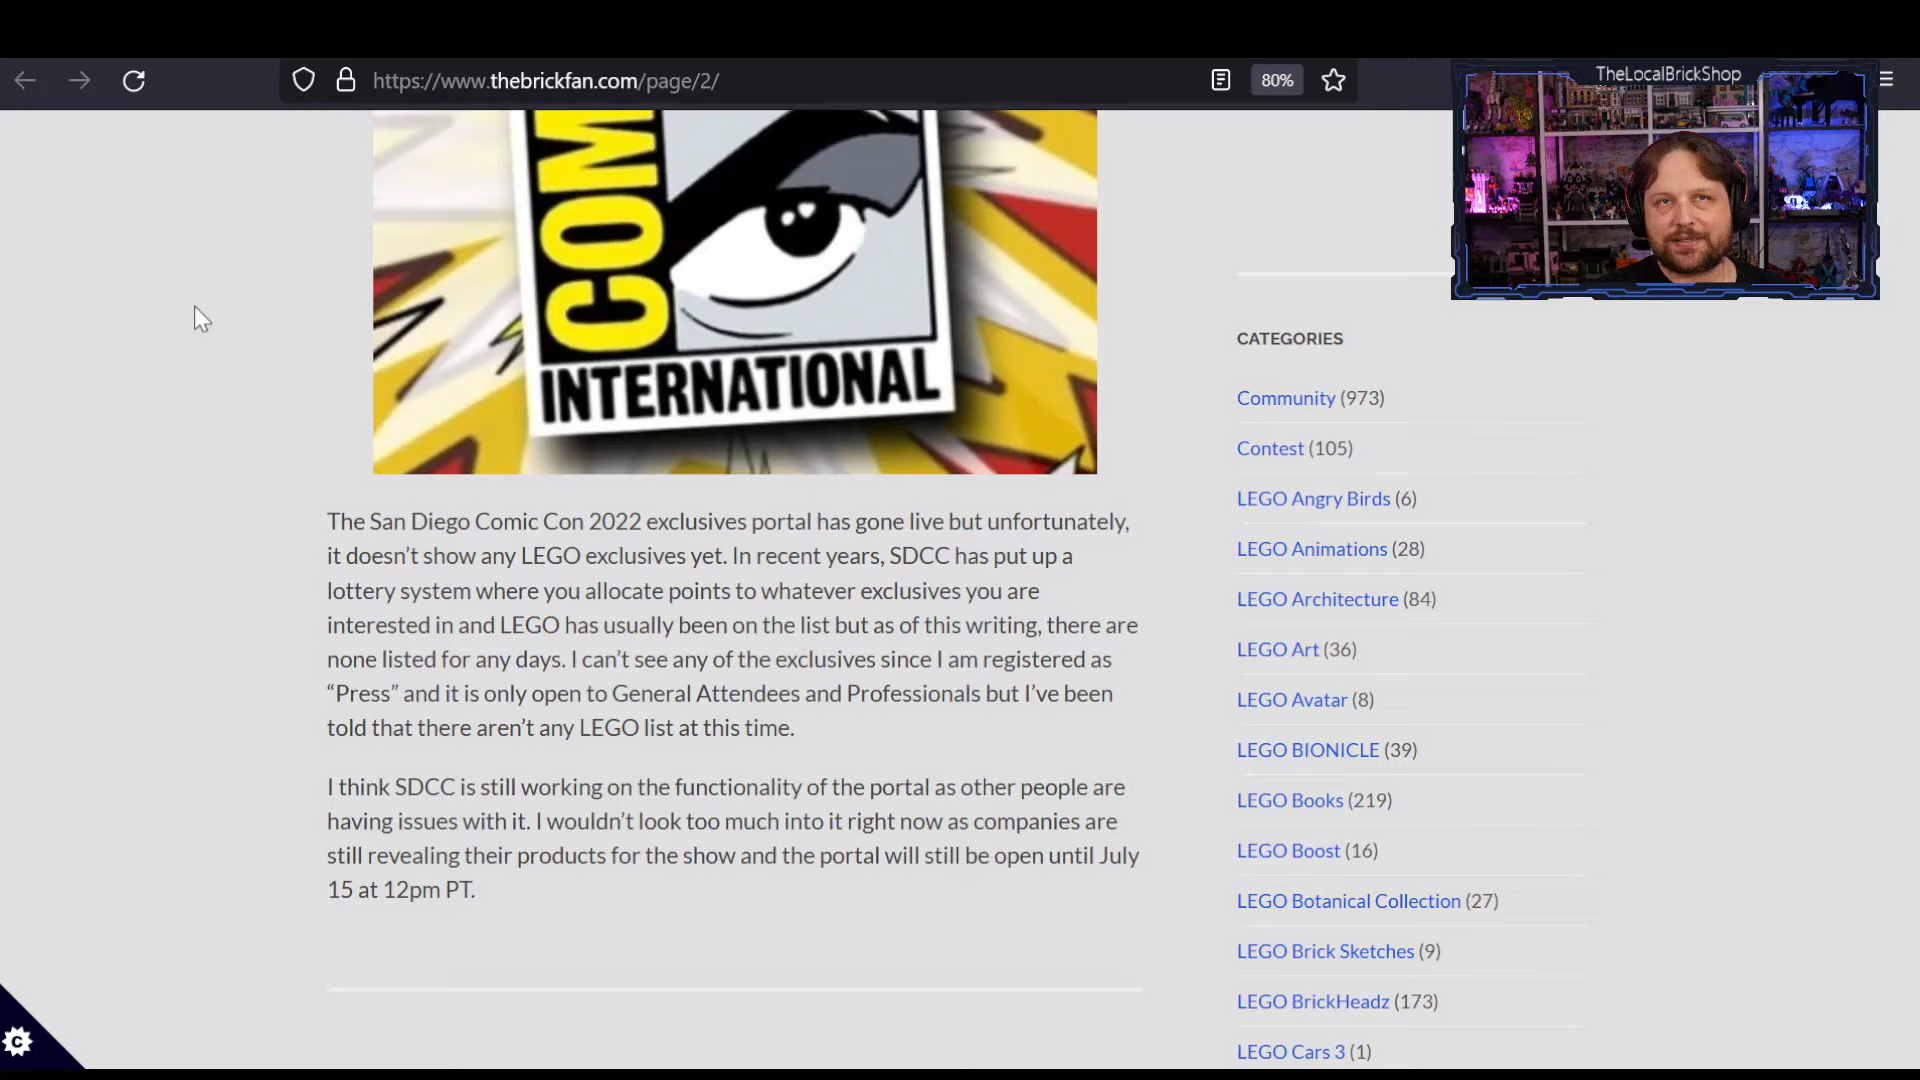 https://www.thebrickfan.com/page/2/
80%
TheLocalBrickShop
COM
INTERNATIONAL
The San Diego Comic Con 2022 exclusives portal has gone live but unfortunately,
it doesn’t show any LEGO exclusives yet. In recent years, SDCC has put up a
lottery system where you allocate points to whatever exclusives you are
interested in and LEGO has usually been on the list but as of this writing, there are
none listed for any days. I can’t see any of the exclusives since I am registered as
“Press” and it is only open to General Attendees and Professionals but I’ve been
told that there aren’t any LEGO list at this time.
I think SDCC is still working on the functionality of the portal as other people are
having issues with it. I wouldn’t look too much into it right now as companies are
still revealing their products for the show and the portal will still be open until July
15 at 12pm PT.
CATEGORIES
Community (973)
Contest (105)
LEGO Angry Birds (6)
LEGO Animations (28)
LEGO Architecture (84)
LEGO Art (36)
LEGO Avatar (8)
LEGO BIONICLE (39)
LEGO Books (219)
LEGO Boost (16)
LEGO Botanical Collection (27)
LEGO Brick Sketches (9)
LEGO BrickHeadz (173)
LEGO Cars 3 (1)
C